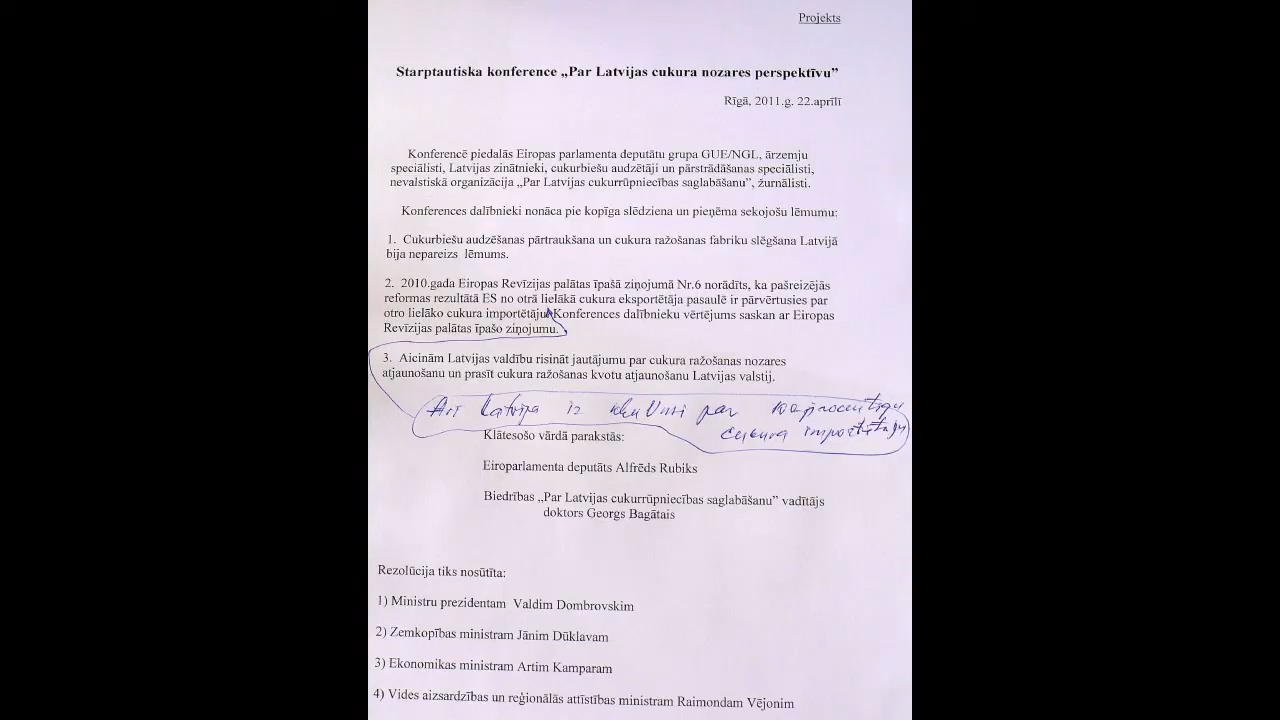 Projekts
Starptautiska konference „Par Latvijas cukura nozares perspektīvu”
Rīgā, 2011.g. 22.aprīlī
Konferencē piedalās Eiropas parlamenta deputātu grupa GUE/NGL, ārzemju
speciālisti, Latvijas zinātnieki, cukurbiešu audzētāji un pārstrādāšanas speciālisti,
nevalstiskā organizācija „Par Latvijas cukurrūpniecības saglabāšanu”, žurnālisti.
Konferences dalībnieki nonāca pie kopīga slēdziena un pieņēma sekojošu lēmumu:
1. Cukurbiešu audzēšanas pārtraukšana un cukura ražošanas fabriku slēgšana Latvijā
bija nepareizs lēmums.
2. 2010.gada Eiropas Revīzijas palātas īpašā ziņojumā Nr.6 norādīts, ka pašreizējās
reformas rezultātā ES no otrā lielākā cukura eksportētāja pasaulē ir pārvērtusies par
otro lielāko cukura importētāju. Konferences dalībnieku vērtējums saskan ar Eiropas
Revīzijas palātas īpašo ziņojumu.
3. Aicinām Latvijas valdību risināt jautājumu par cukura ražošanas nozares
atjaunošanu un prasīt cukura ražošanas kvotu atjaunošanu Latvijas valstij.
Arī Latvija ir kļuvusi par 100procentīgu
cukura importētāju
Klātesošo vārdā parakstās:
Eiroparlamenta deputāts Alfrēds Rubiks
Biedrības „Par Latvijas cukurrūpniecības saglabāšanu” vadītājs
doktors Georgs Bagātais
Rezolūcija tiks nosūtīta:
1) Ministru prezidentam Valdim Dombrovskim
2) Zemkopības ministram Jānim Dūklavam
3) Ekonomikas ministram Artim Kamparam
4) Vides aizsardzības un reģionālās attīstības ministram Raimondam Vējonim